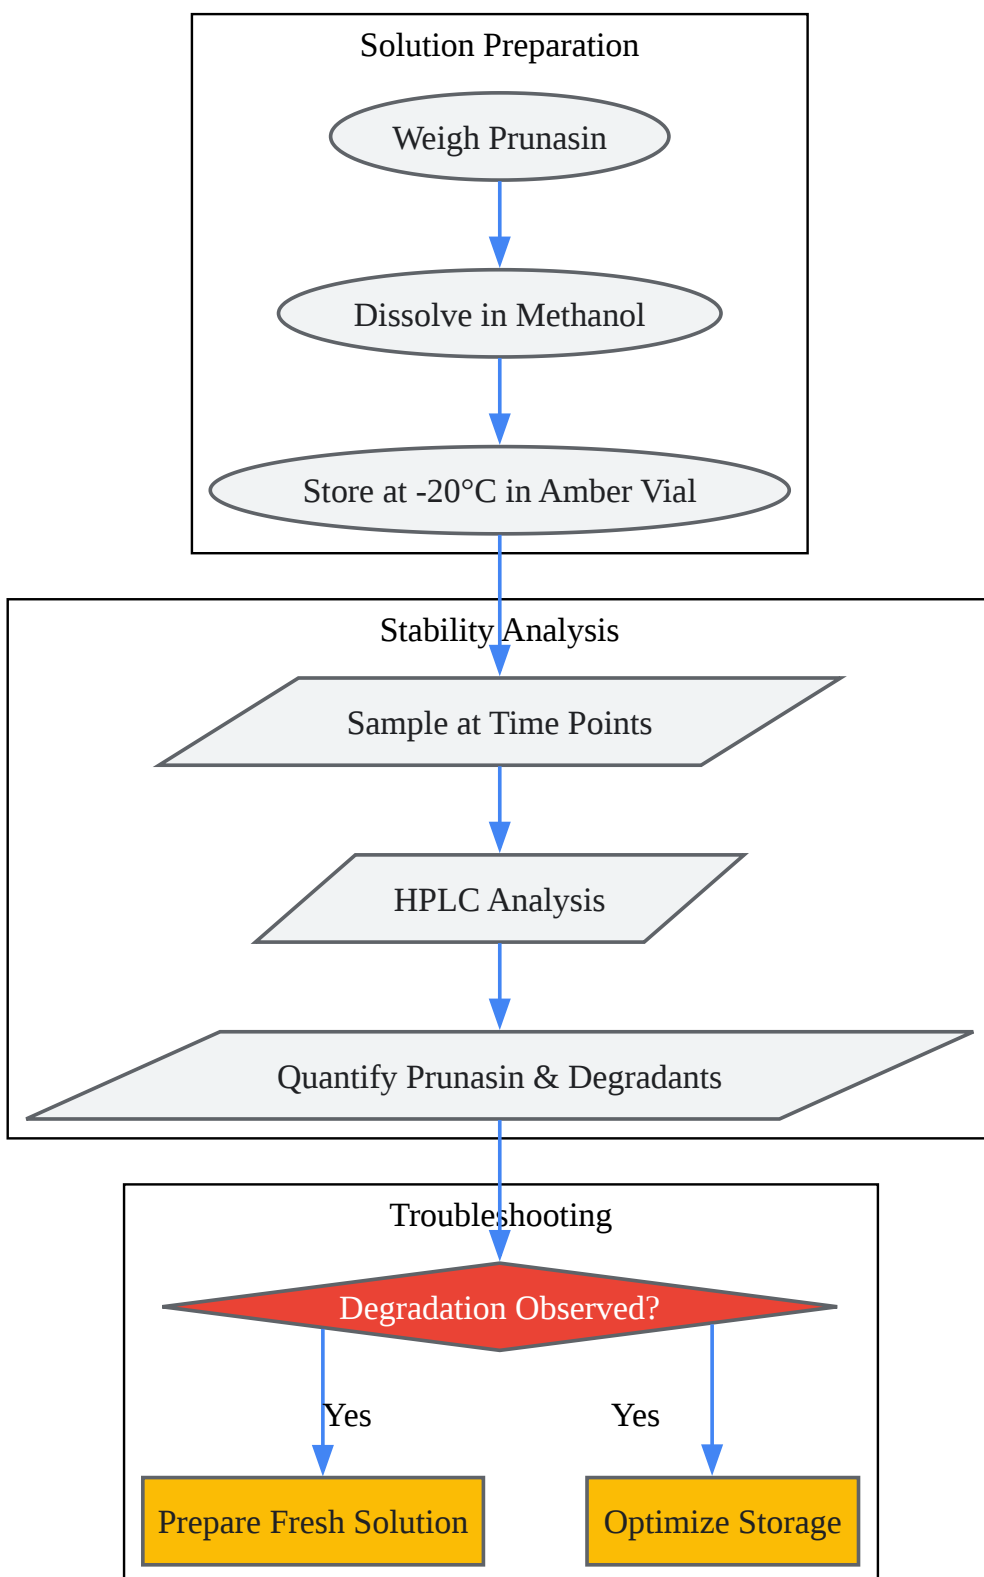 Solution Preparation
Weigh Prunasin
Dissolve in Methanol
Store at -20°C in Amber Vial
Stability Analysis
Sample at Time Points
HPLC Analysis
Quantify Prunasin & Degradants
Troubleshooting
Degradation Observed?
Yes
Yes
Prepare Fresh Solution
Optimize Storage